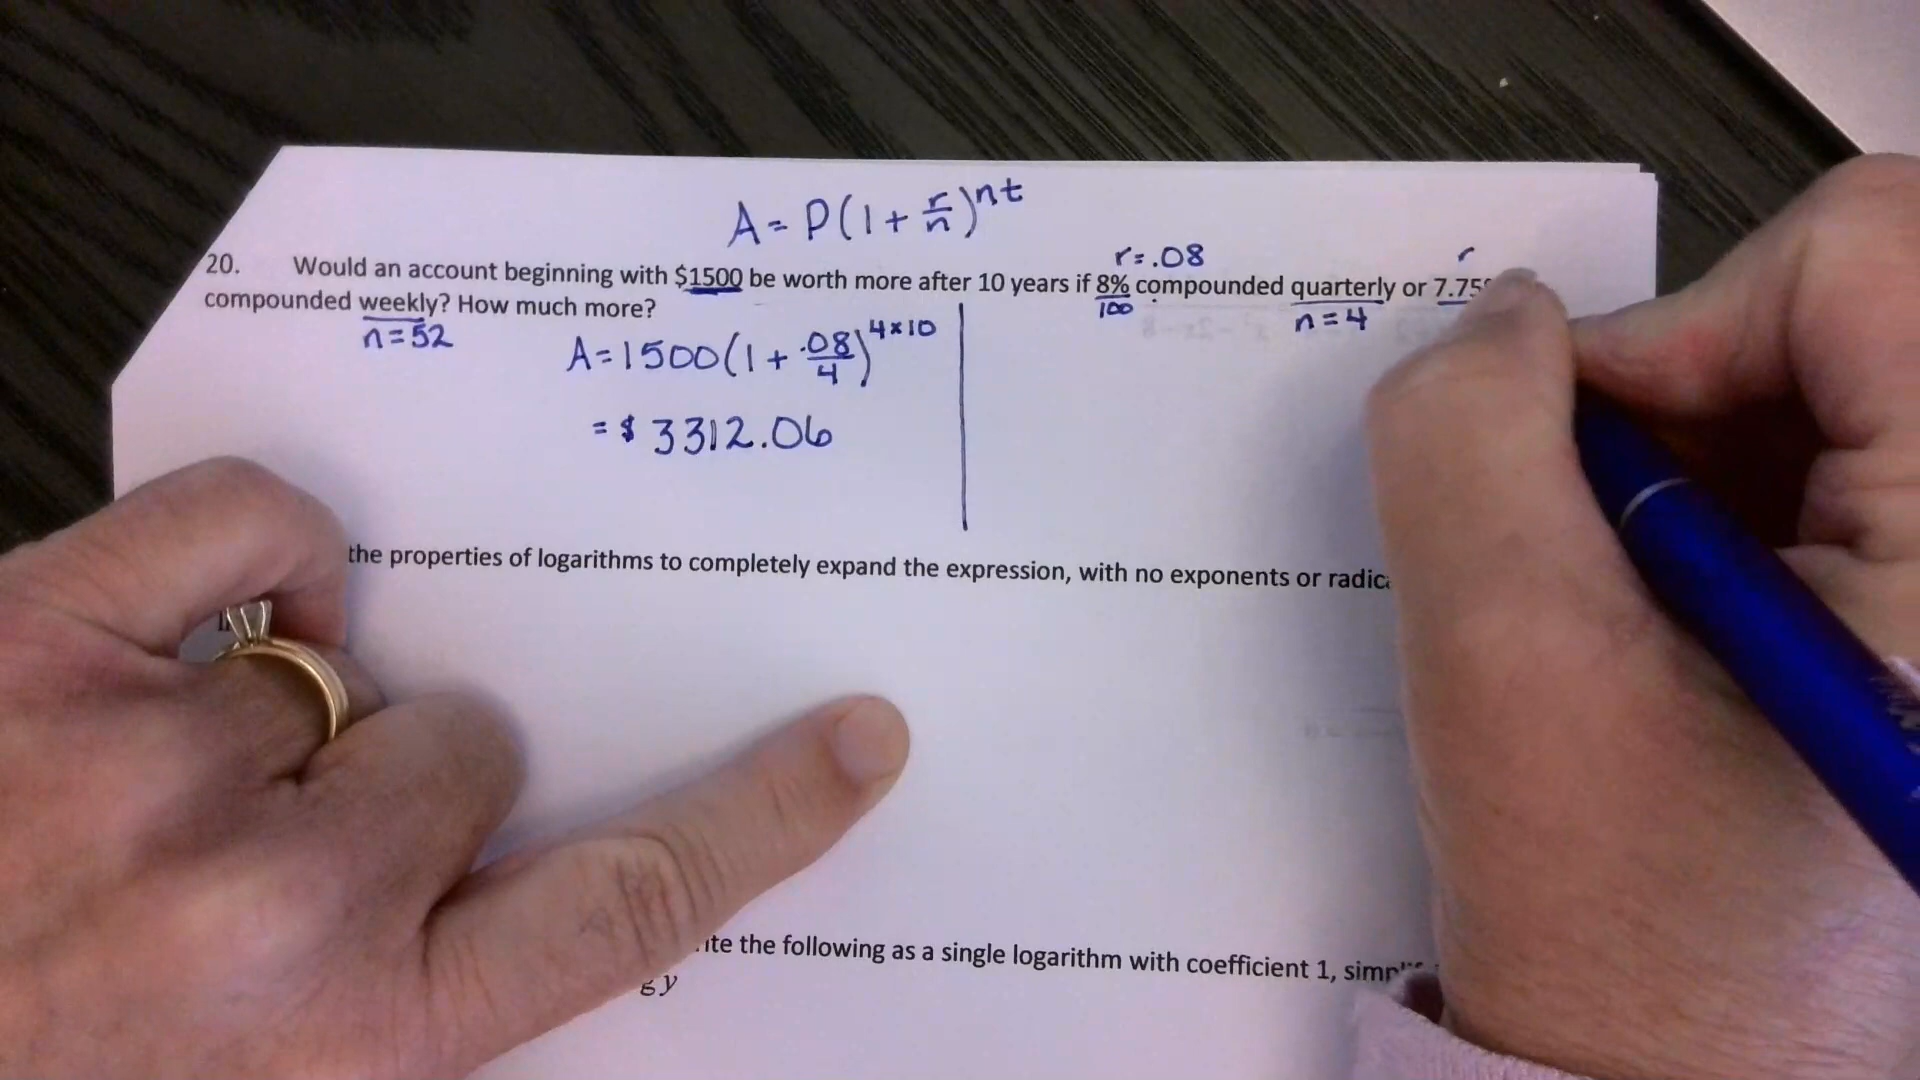 A = P(1 + r/n)^nt
r = .08
r
20. Would an account beginning with $1500 be worth more after 10 years if 8% compounded quarterly or 7.75
compounded weekly? How much more?
100
n = 4
n = 52
A = 1500(1 + .08/4)^4×10
= $ 3312.06
the properties of logarithms to completely expand the expression, with no exponents or
the following as a single logarithm with coefficient 1,
y